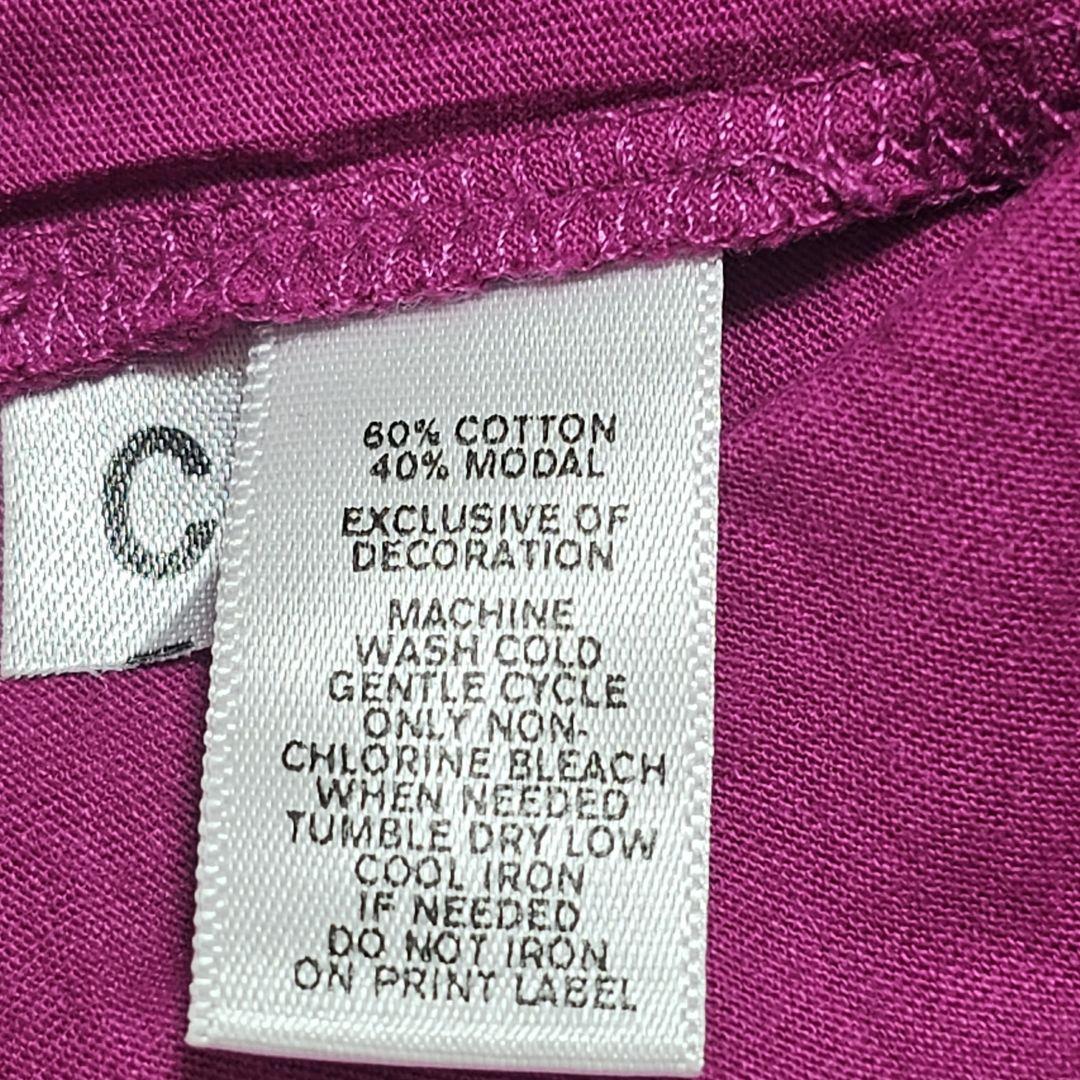 60% COTTON
40% MODAL
EXCLUSIVE OF
DECORATION
MACHINE
WASH COLD
GENTLE CYCLE
ONLY NON-
CHLORINE BLEACH
WHEN NEEDED
TUMBLE DRY LOW
COOL IRON
IF NEEDED
DO NOT IRON
ON PRINT LABEL
C